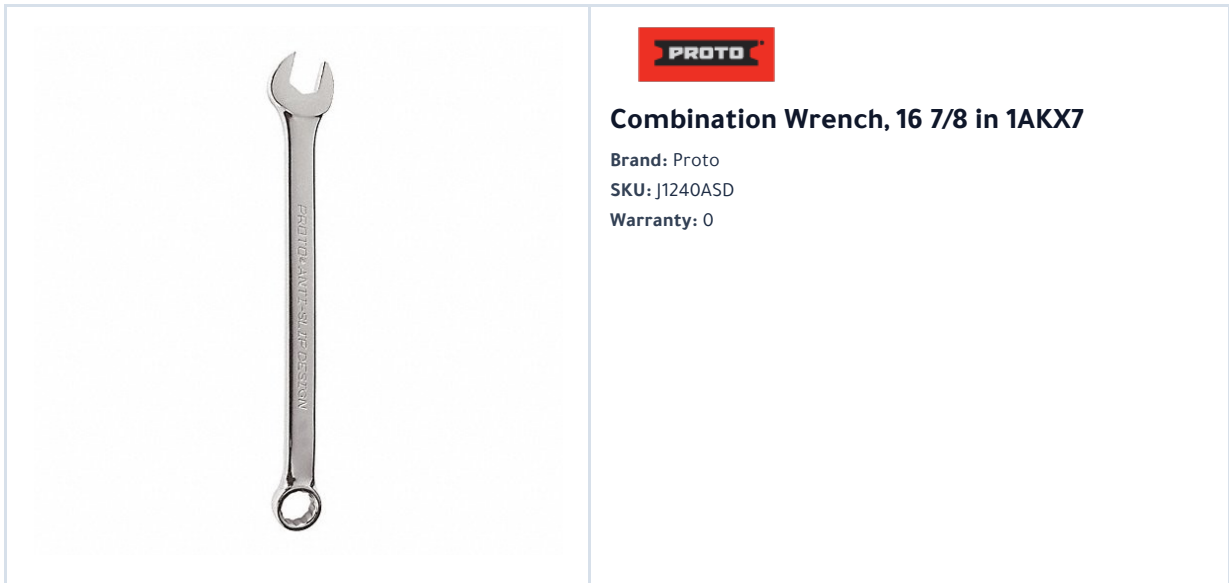 PROTO
Combination Wrench, 16 7/8 in 1AKX7
Brand: Proto
SKU: J1240ASD
Warranty: 0
PROTO® ANTI-SLIP DESIGN